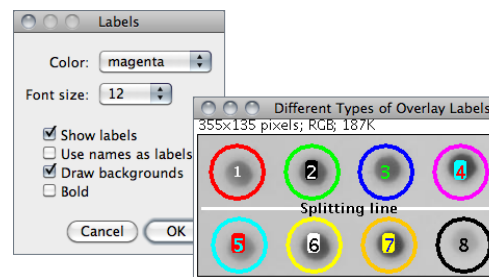 Labels
Color: magenta
Font size: 12
Show labels
Use names as labels
Draw backgrounds
Bold
Cancel OK
Different Types of Overlay Labels
355x135 pixels; RGB; 187K
1 2 3 4
Splitting line
5 6 7 8